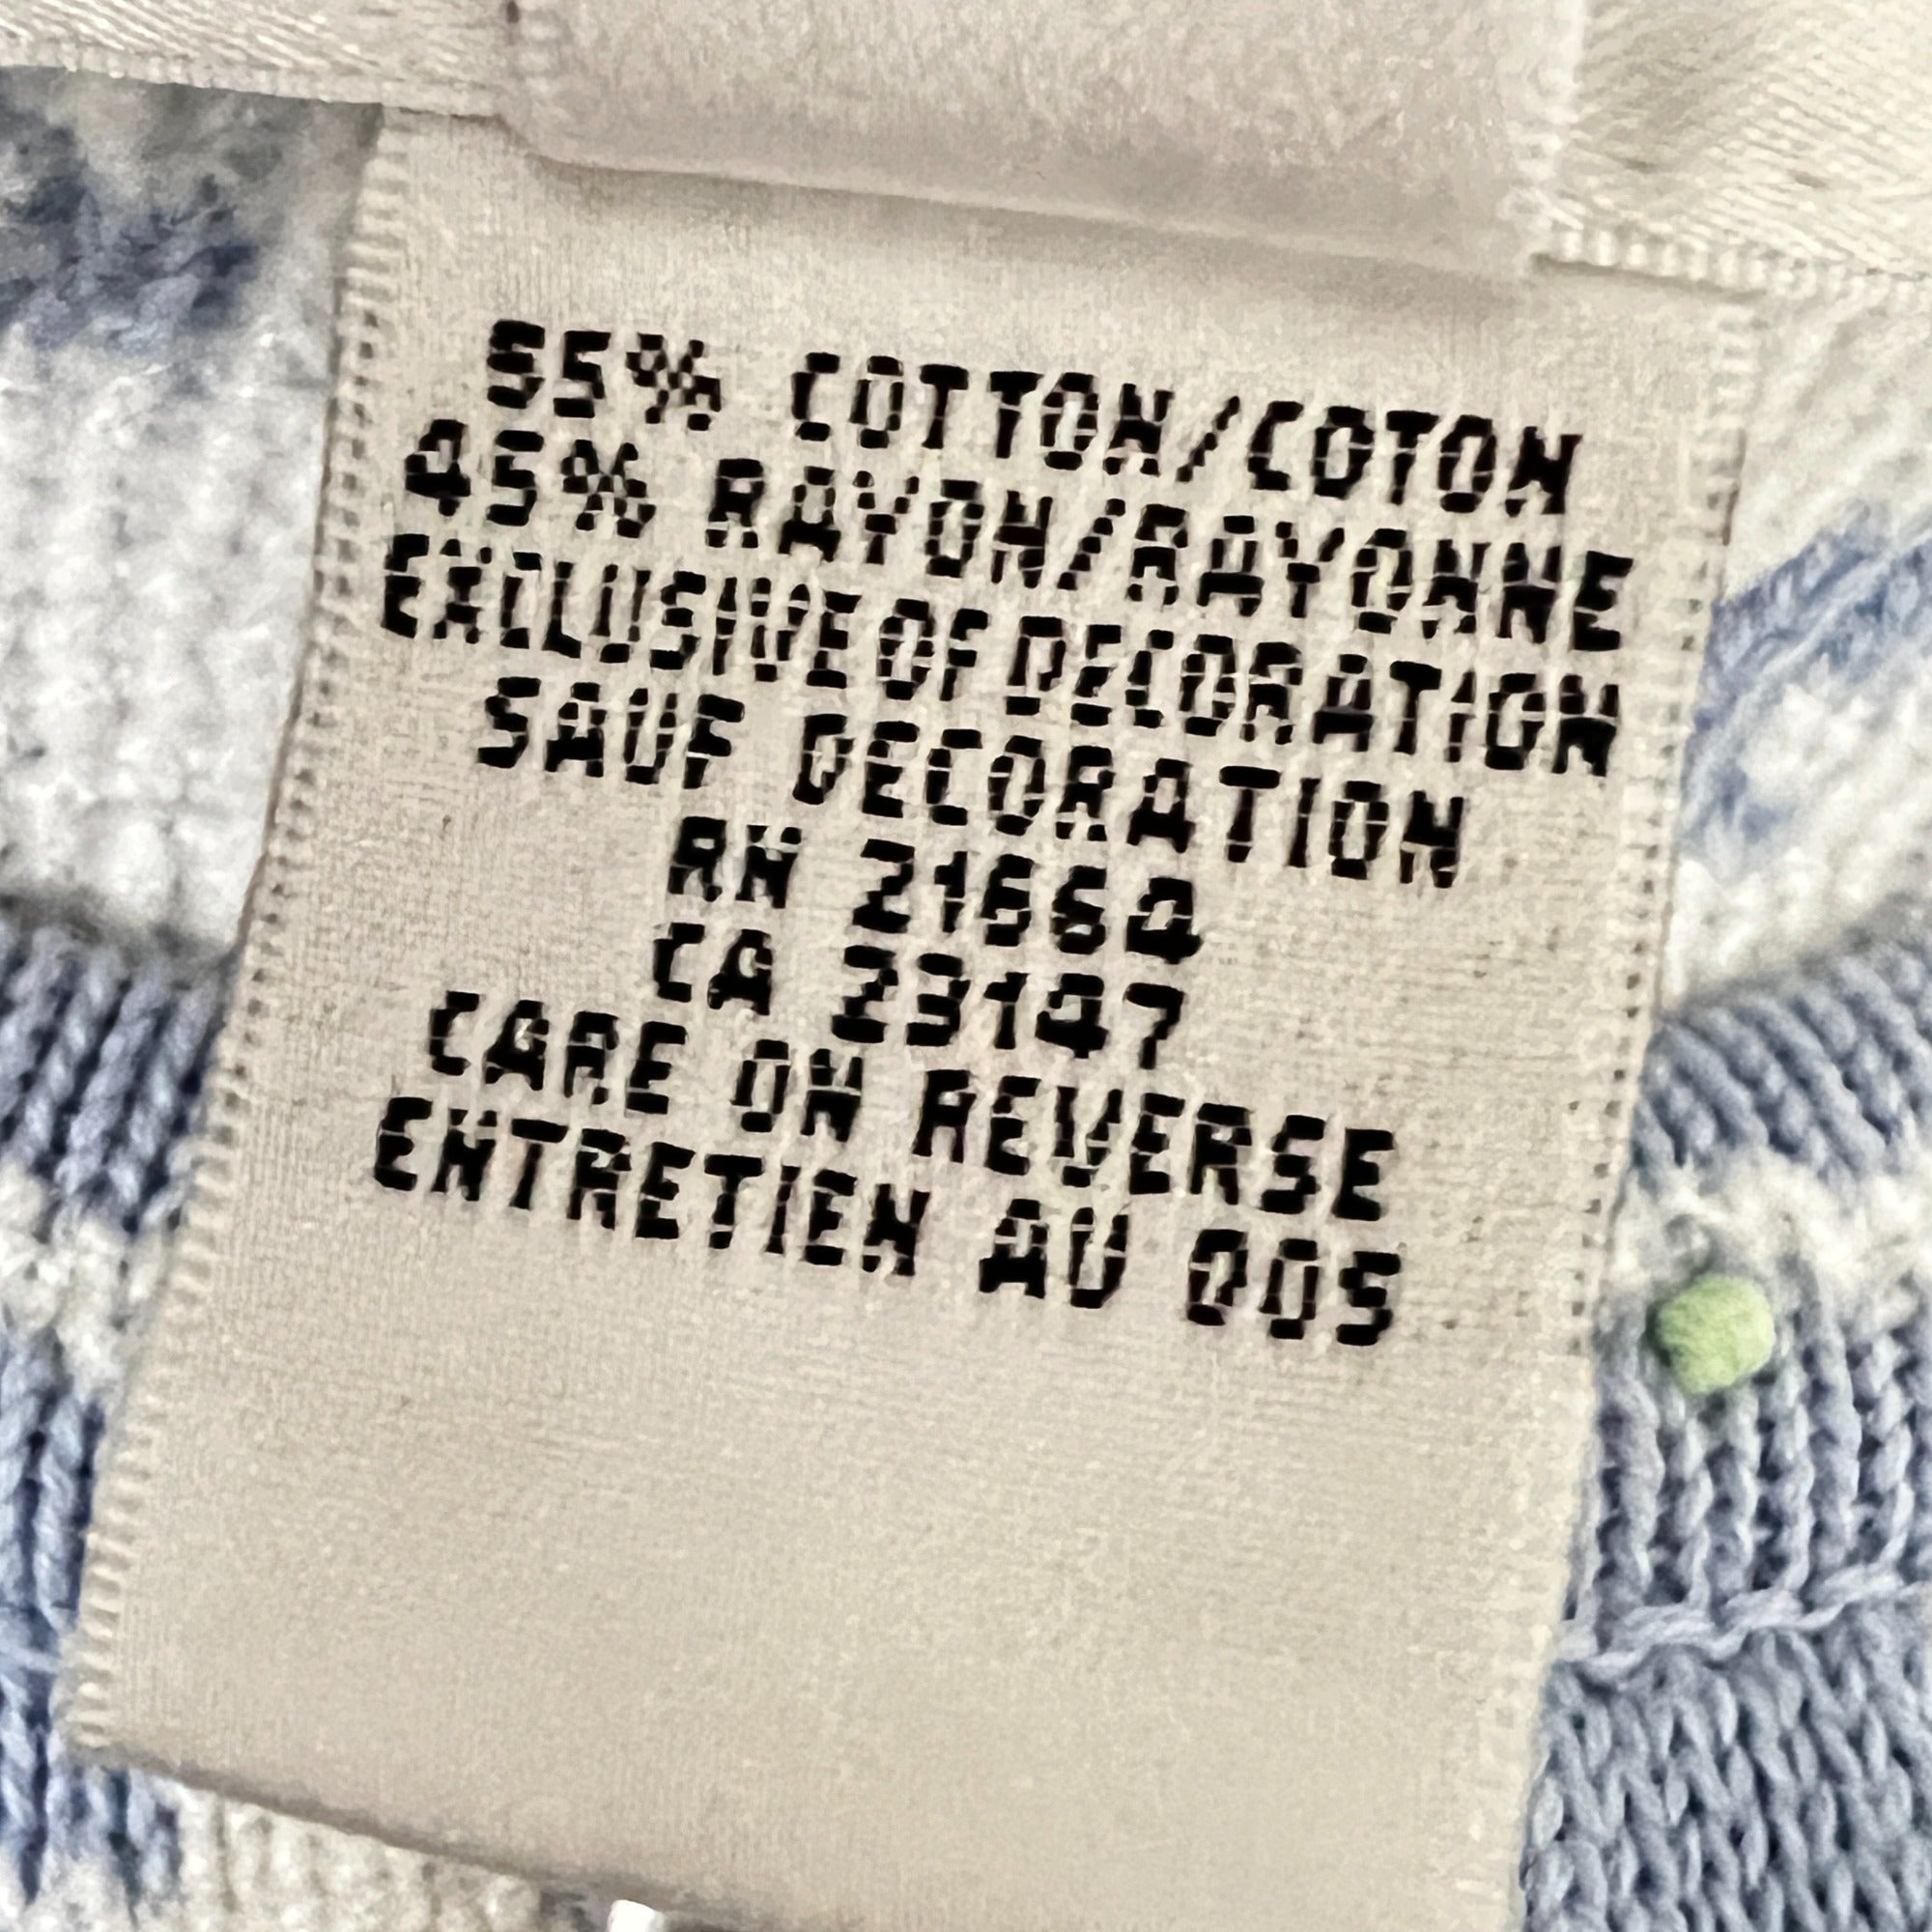 55% COTTON/COTON
45% RAYON/RAYONNE
EXCLUSIVE OF DECORATION
SAUF DECORATION
RN 21664
CA 23147
CARE ON REVERSE
ENTRETIEN AU DOS